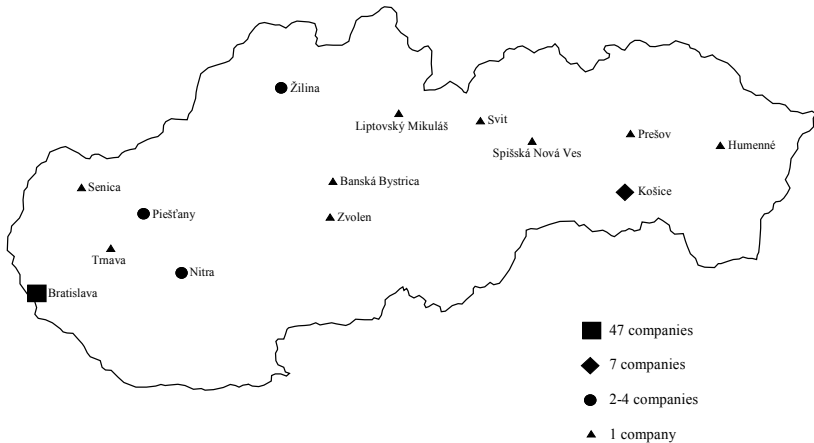 Žilina
Liptovský Mikuláš
Svit
Spišská Nová Ves
Prešov
Humenné
Senica
Banská Bystrica
Košice
Piešťany
Zvolen
Trnava
Nitra
Bratislava
47 companies
7 companies
2-4 companies
1 company